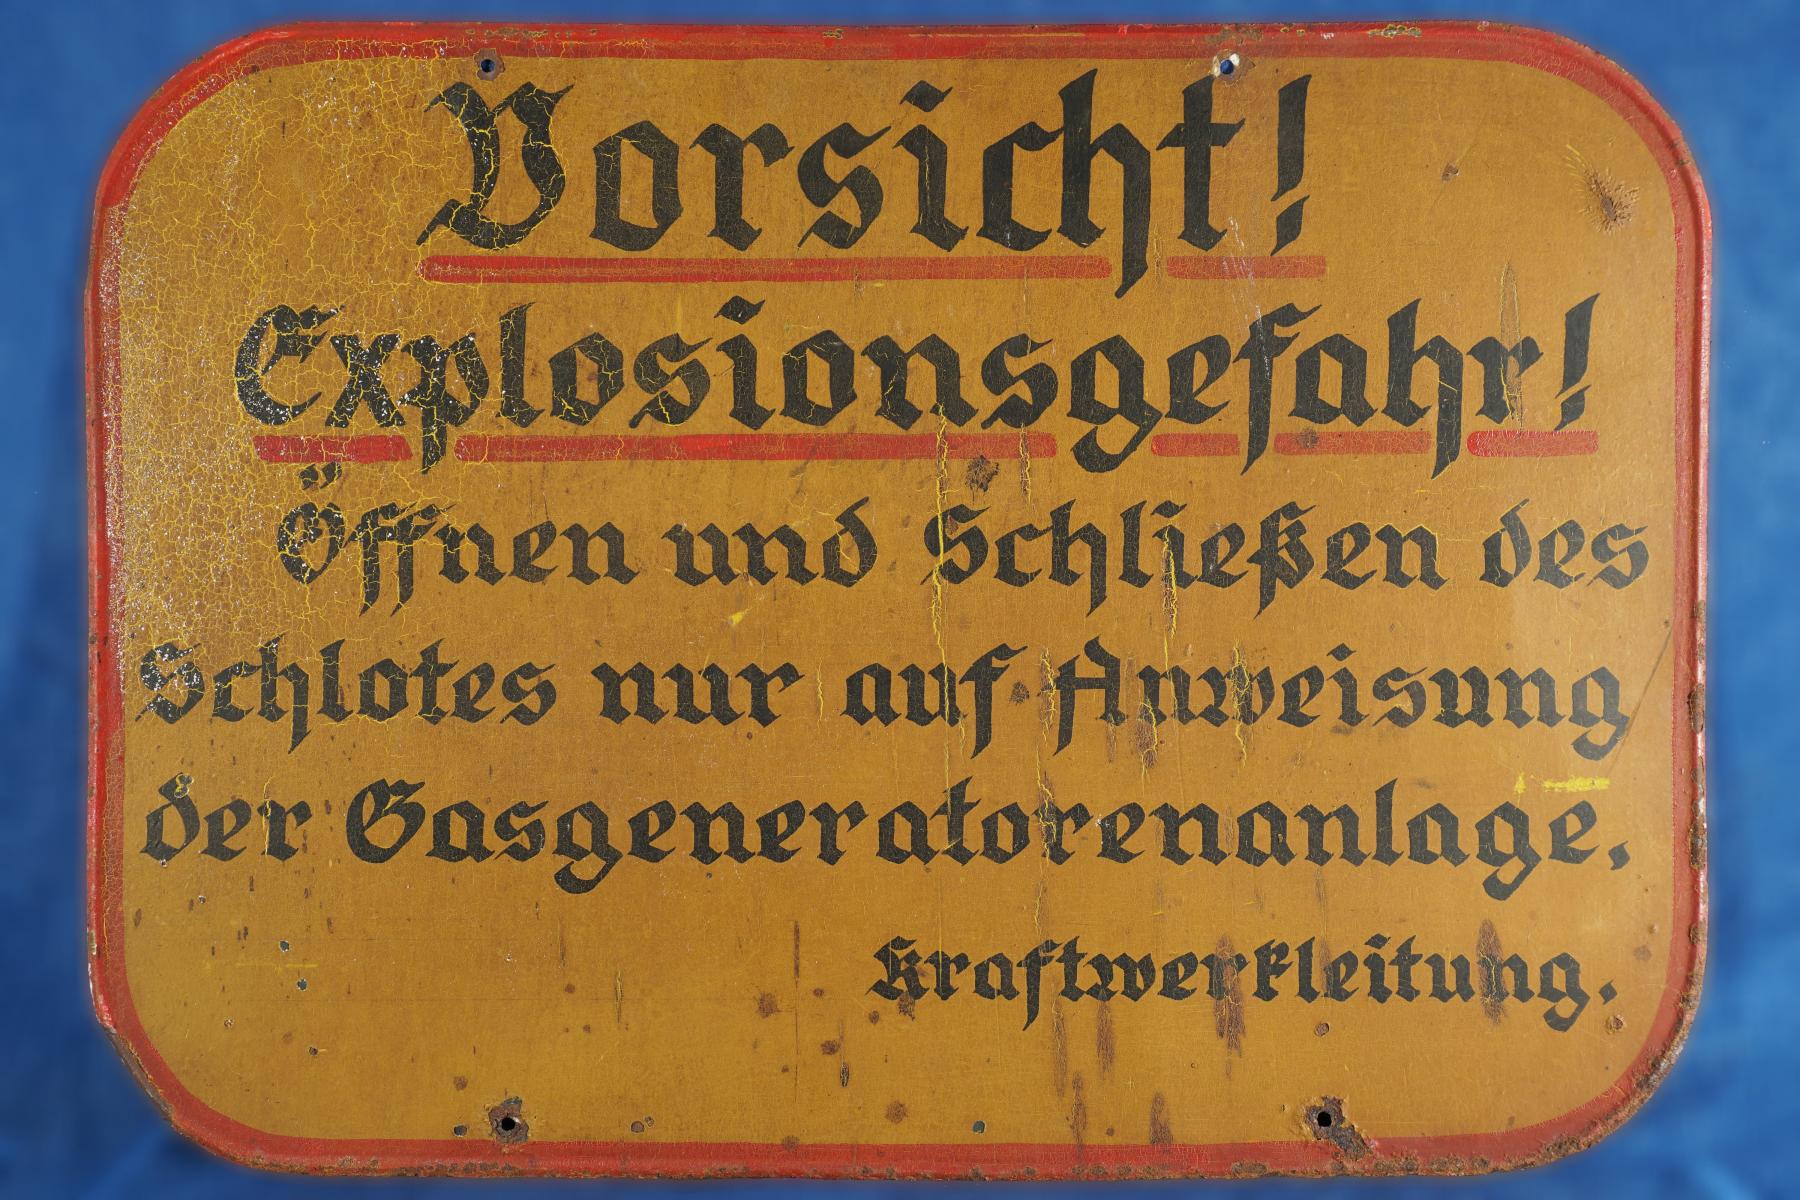 Vorsicht!
Explosionsgefahr!
Öffnen und Schließen des
Schlotes nur auf Anweisung
der Gasgeneratorenanlage.
Kraftwerkleitung.